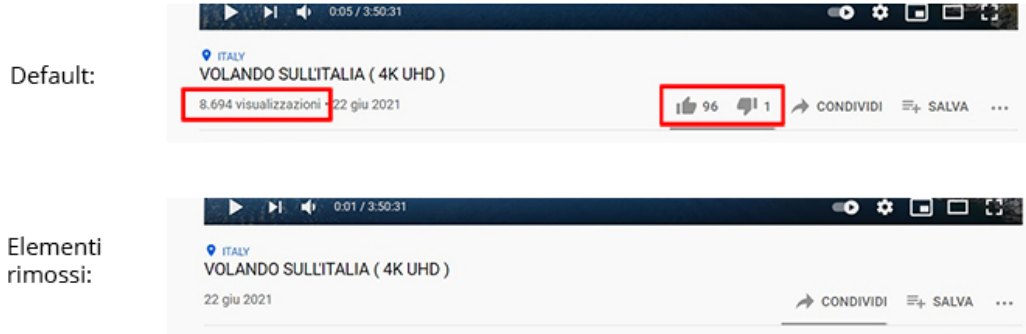 0:05 / 3:50:31
ITALY
Default:
VOLANDO SULL'ITALIA ( 4K UHD )
8.694 visualizzazioni • 22 giu 2021 96 1 CONDIVIDI SALVA ...
0:01 / 3:50:31
ITALY
Elementi
rimossi:
VOLANDO SULL'ITALIA ( 4K UHD )
22 giu 2021 CONDIVIDI SALVA ...